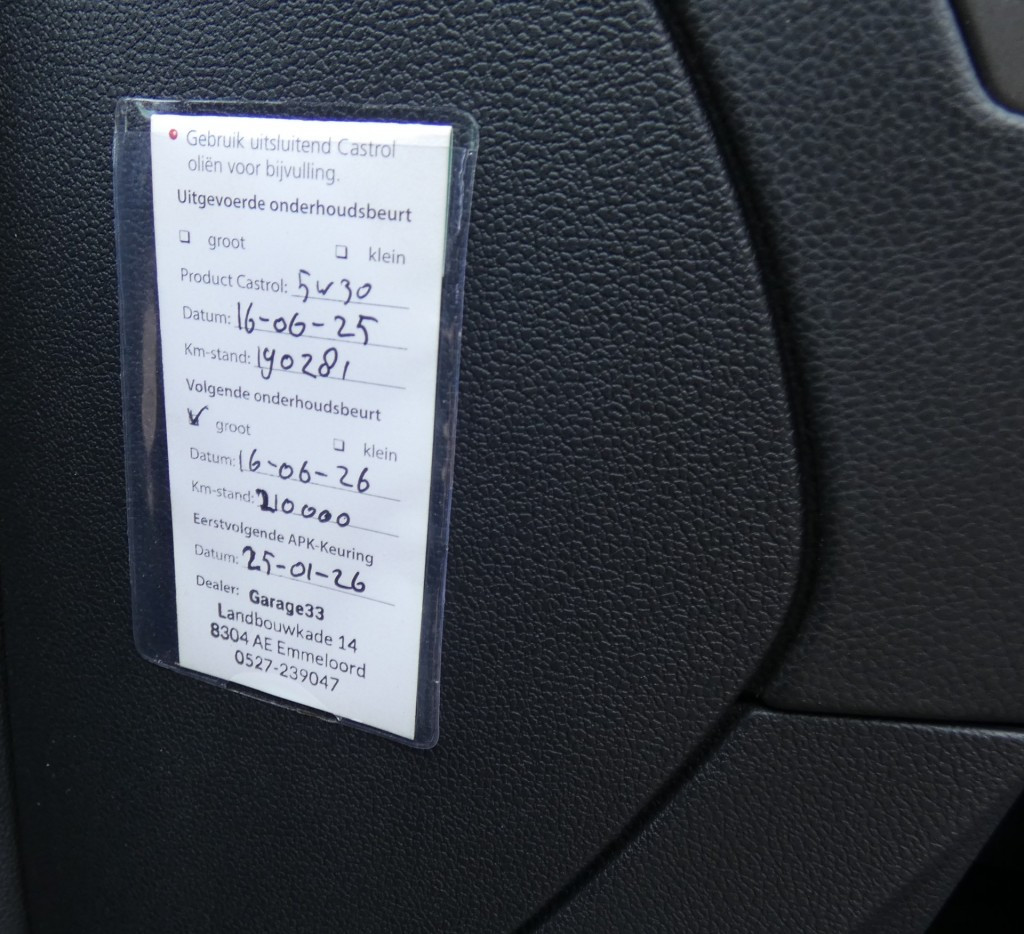 Gebruik uitsluitend Castrol
oliën voor bijvulling.
Uitgevoerde onderhoudsbeurt
groot klein
Product Castrol: 5w30
Datum: 16-06-25
Km-stand: 190281
Volgende onderhoudsbeurt
groot klein
Datum: 16-06-26
Km-stand: 210000
Eerstvolgende APK-Keuring
Datum: 25-01-26
Dealer: Garage33
Landbouwkade 14
8304 AE Emmeloord
0527-239047